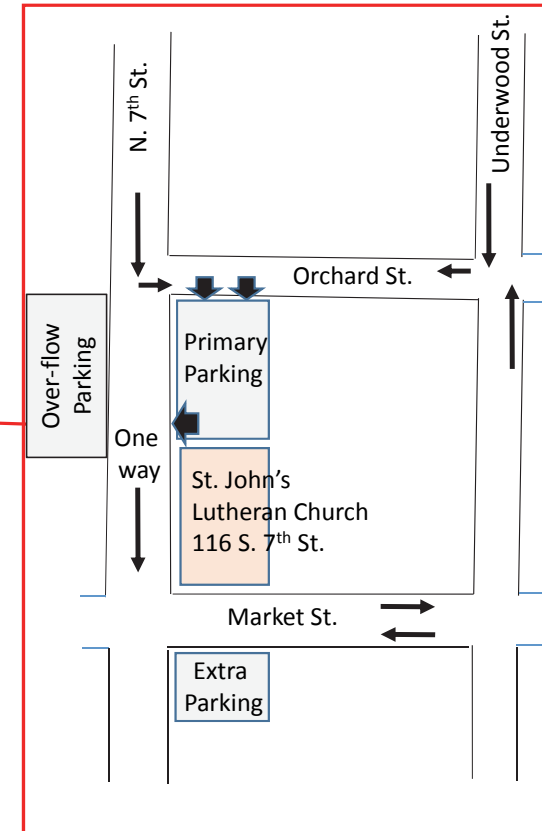 N. 7th St.
Underwood St.
Orchard St.
Over-flow
Parking
Primary
Parking
One
way
St. John's
Lutheran Church
116 S. 7th St.
Market St.
Extra
Parking